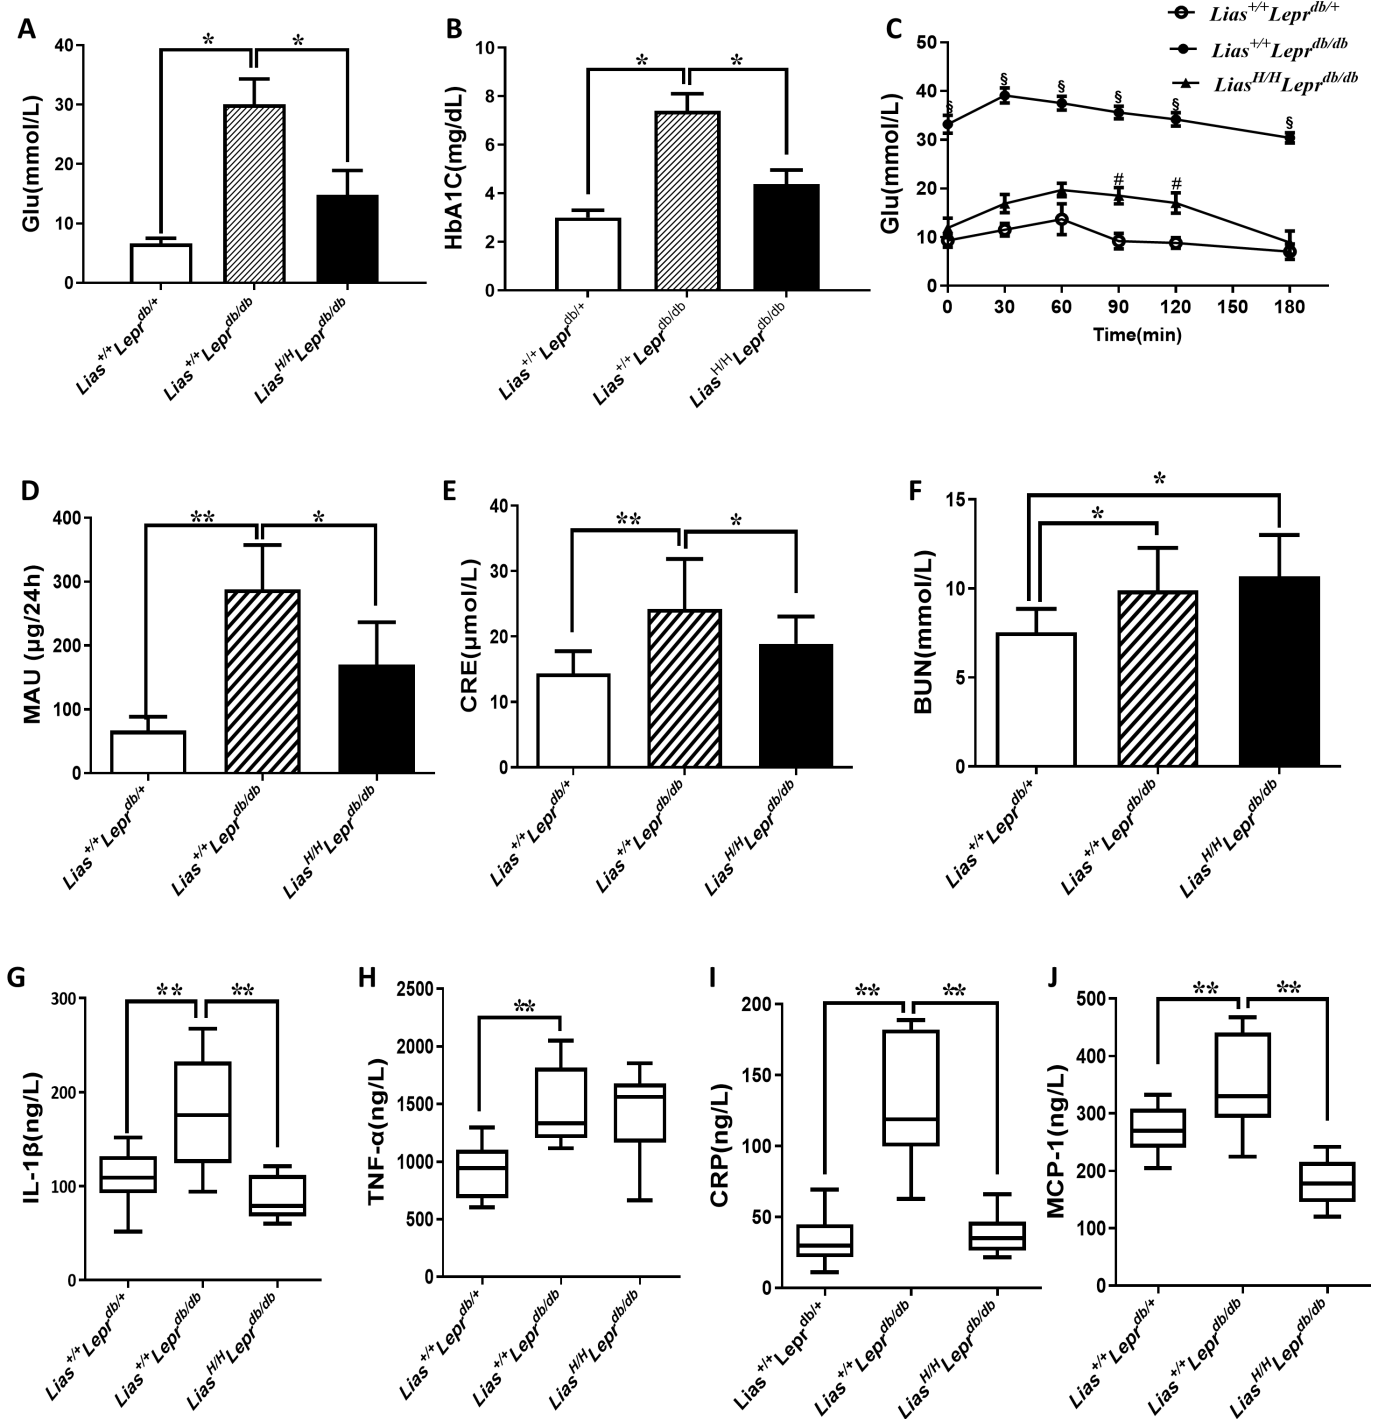 A
Glu(mmol/L)
40
30
20
10
0
*
*
Lias+/+Leprdb/+
Lias+/+Leprdb/db
LiasH/HLeprdb/db
B
HbA1C(mg/dL)
10
8
6
4
2
0
*
*
Lias+/+Leprdb/+
Lias+/+Leprdb/db
LiasH/HLeprdb/db
C
Lias+/+Leprdb/+
Lias+/+Leprdb/db
LiasH/HLeprdb/db
Glu(mmol/L)
50
40
30
20
10
0
§ § § § § §
# #
0 30 60 90 120 150 180
Time(min)
D
MAU (µg/24h)
400
300
200
100
0
**
*
Lias+/+Leprdb/+
Lias+/+Leprdb/db
LiasH/HLeprdb/db
E
CRE(µmol/L)
40
30
20
10
0
**
*
Lias+/+Leprdb/+
Lias+/+Leprdb/db
LiasH/HLeprdb/db
F
BUN(mmol/L)
15
10
5
0
*
*
Lias+/+Leprdb/+
Lias+/+Leprdb/db
LiasH/HLeprdb/db
G
IL-1β(ng/L)
300
200
100
0
**
**
Lias+/+Leprdb/+
Lias+/+Leprdb/db
LiasH/HLeprdb/db
H
TNF-α(ng/L)
2500
2000
1500
1000
500
0
**
Lias+/+Leprdb/+
Lias+/+Leprdb/db
LiasH/HLeprdb/db
I
CRP(ng/L)
200
150
100
50
0
**
**
Lias+/+Leprdb/+
Lias+/+Leprdb/db
LiasH/HLeprdb/db
J
MCP-1(ng/L)
500
400
300
200
100
0
**
**
Lias+/+Leprdb/+
Lias+/+Leprdb/db
LiasH/HLeprdb/db